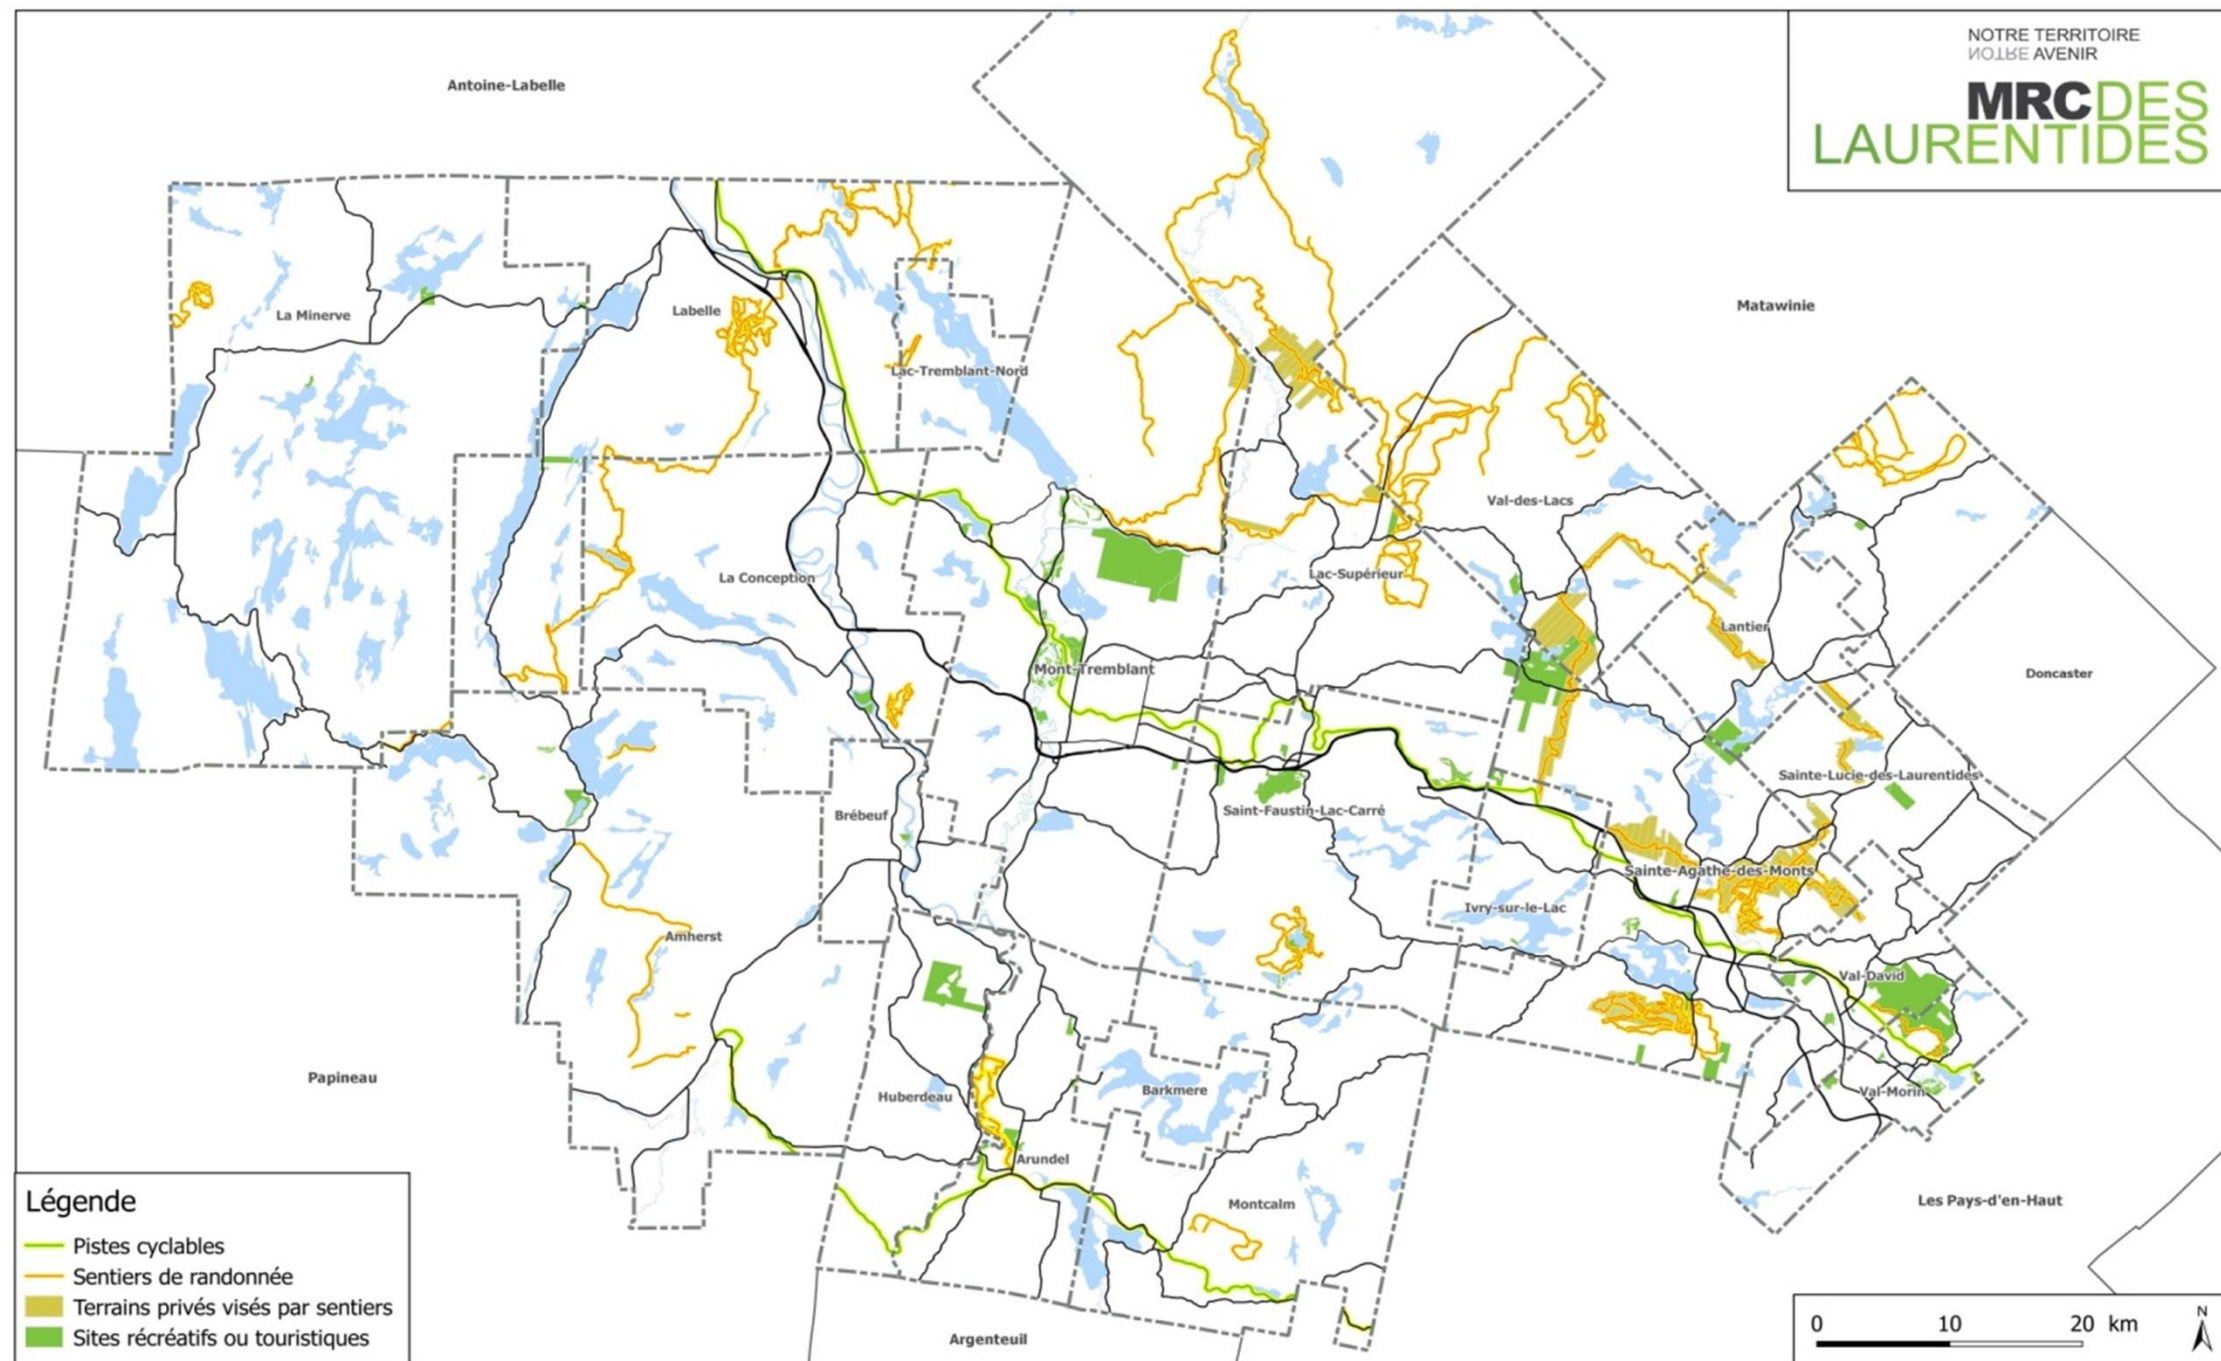 NOTRE TERRITOIRE
NOTRE AVENIR
MRC DES
LAURENTIDES
Antoine-Labelle
Matawinie
La Minerve
Labelle
Lac-Tremblant-Nord
Val-des-Lacs
La Conception
Lac-Supérieur
Lantier
Mont-Tremblant
Doncaster
Sainte-Lucie-des-Laurentides
Brébeuf
Saint-Faustin-Lac-Carré
Sainte-Agathe-des-Monts
Ivry-sur-le-Lac
Amherst
Val-David
Papineau
Huberdeau
Barkmere
Val-Morin
Arundel
Montcalm
Les Pays-d'en-Haut
Argenteuil
Légende
Pistes cyclables
Sentiers de randonnée
Terrains privés visés par sentiers
Sites récréatifs ou touristiques
0 10 20 km
N